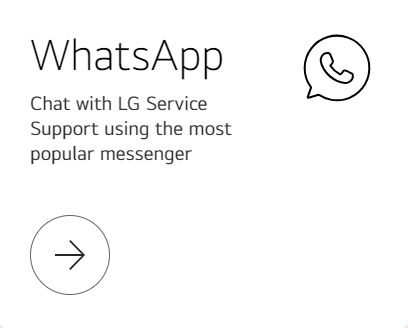 WhatsApp
Chat with LG Service
Support using the most
popular messenger